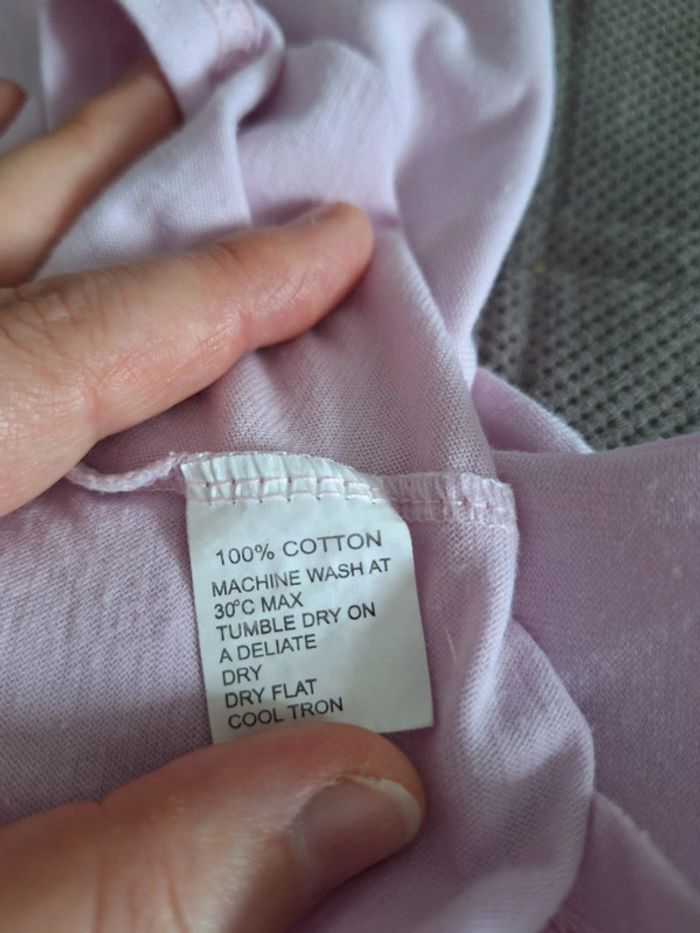 100% COTTON
MACHINE WASH AT
30°C MAX
TUMBLE DRY ON
A DELIATE
DRY
DRY FLAT
COOL TRON